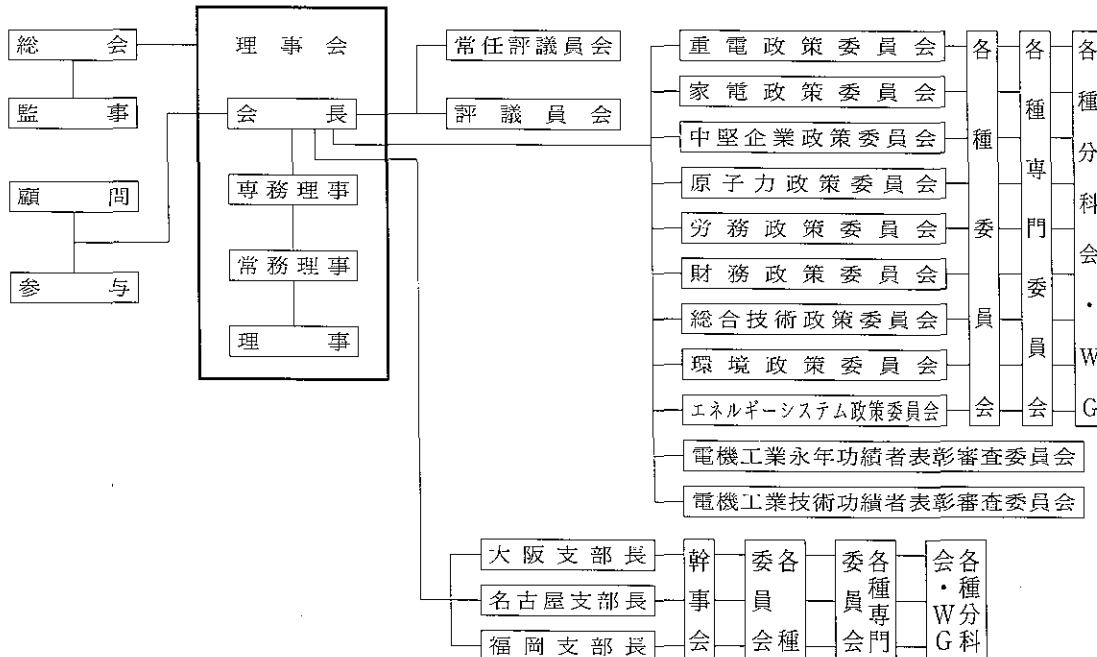 総会
監事
顧問
参与
理事会
会長
専務理事
常務理事
理事
常任評議員会
評議員会
重電政策委員会
家電政策委員会
中堅企業政策委員会
原子力政策委員会
労務政策委員会
財務政策委員会
総合技術政策委員会
環境政策委員会
エネルギーシステム政策委員会
電機工業永年功績者表彰審査委員会
電機工業技術功績者表彰審査委員会
各種委員会
各種専門委員会
各種分科会・WG
大阪支部長
名古屋支部長
福岡支部長
幹事会
各種
委員会
各種専門
委員会
各種分科
会・WG